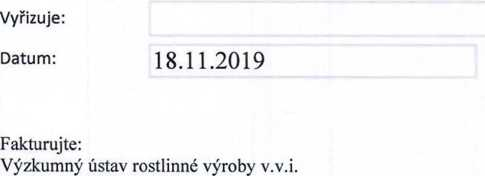 Vyřizuje:
Datum: 18.11.2019
Fakturujte:
Výzkumný ústav rostlinné výroby v.v.i.